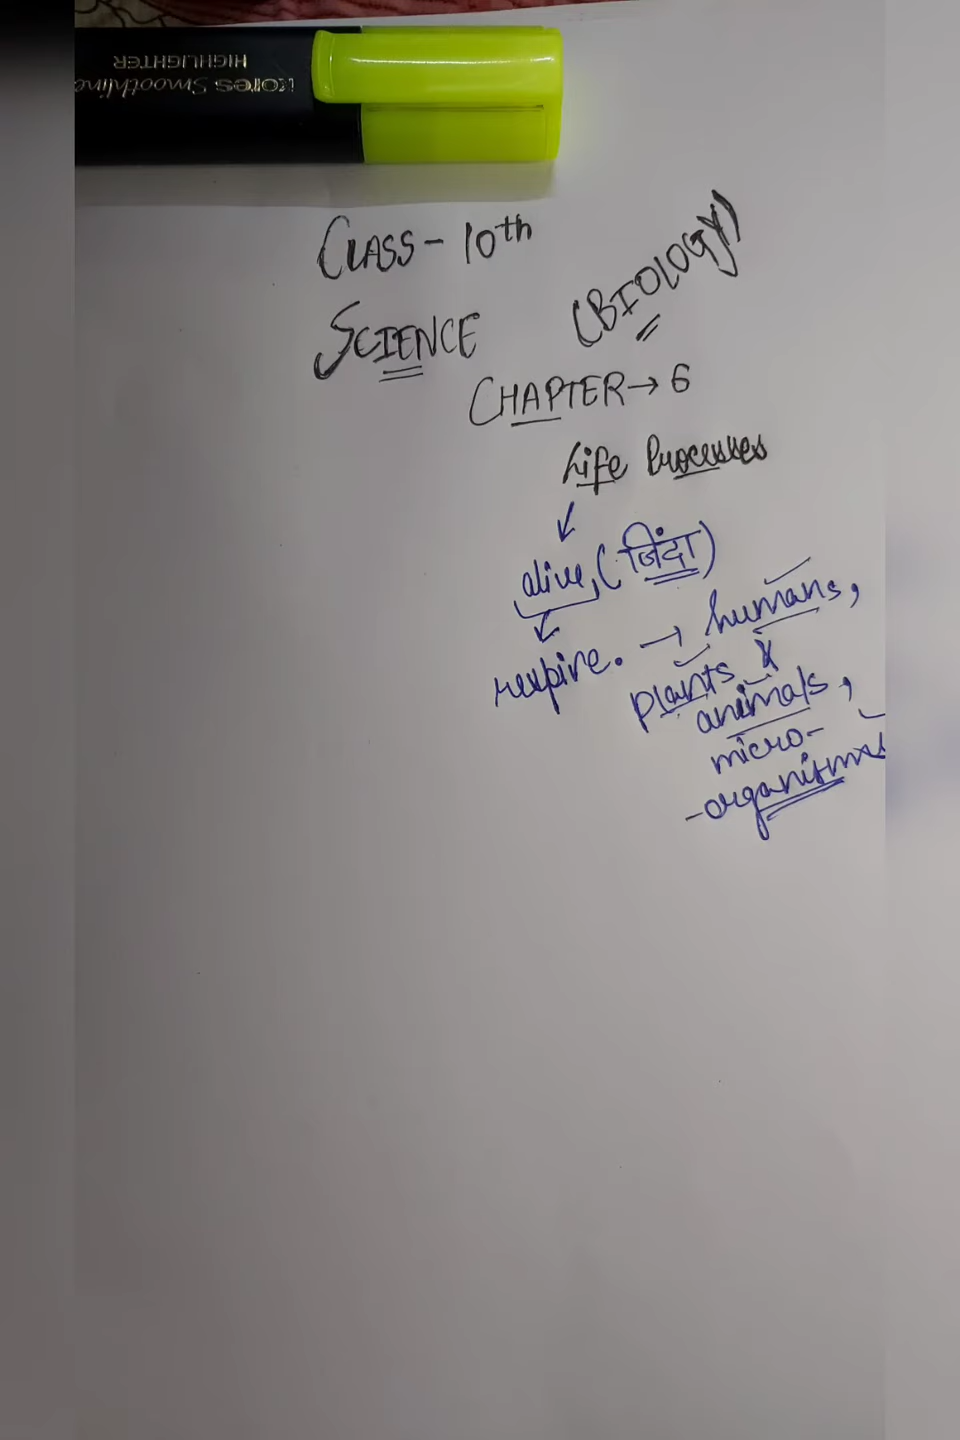 Kores Smoothline
HIGHLIGHTER
CLASS - 10th
SCIENCE (BIOLOGY)
CHAPTER → 6
Life Processes
alive, (जिंदा)
respire. → humans,
plants &
animals,
micro-
-organisms